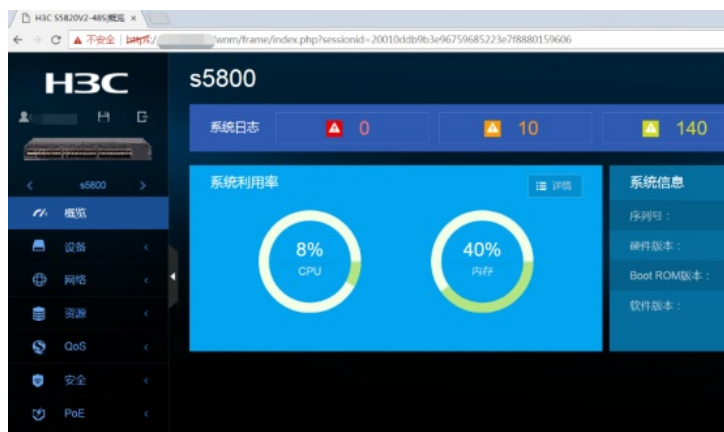 H3C S5820V2-48S|概览
不安全 | https:/ /wnm/frame/index.php?sessionid=20010ddb9b3e96759685223e7f8880159606
H3C
s5800
系统日志 0 10 140
s5800
系统利用率 详情
8%
CPU
40%
内存
系统信息
序列号：
硬件版本：
Boot ROM版本：
软件版本：
概览
设备
网络
资源
QoS
安全
PoE